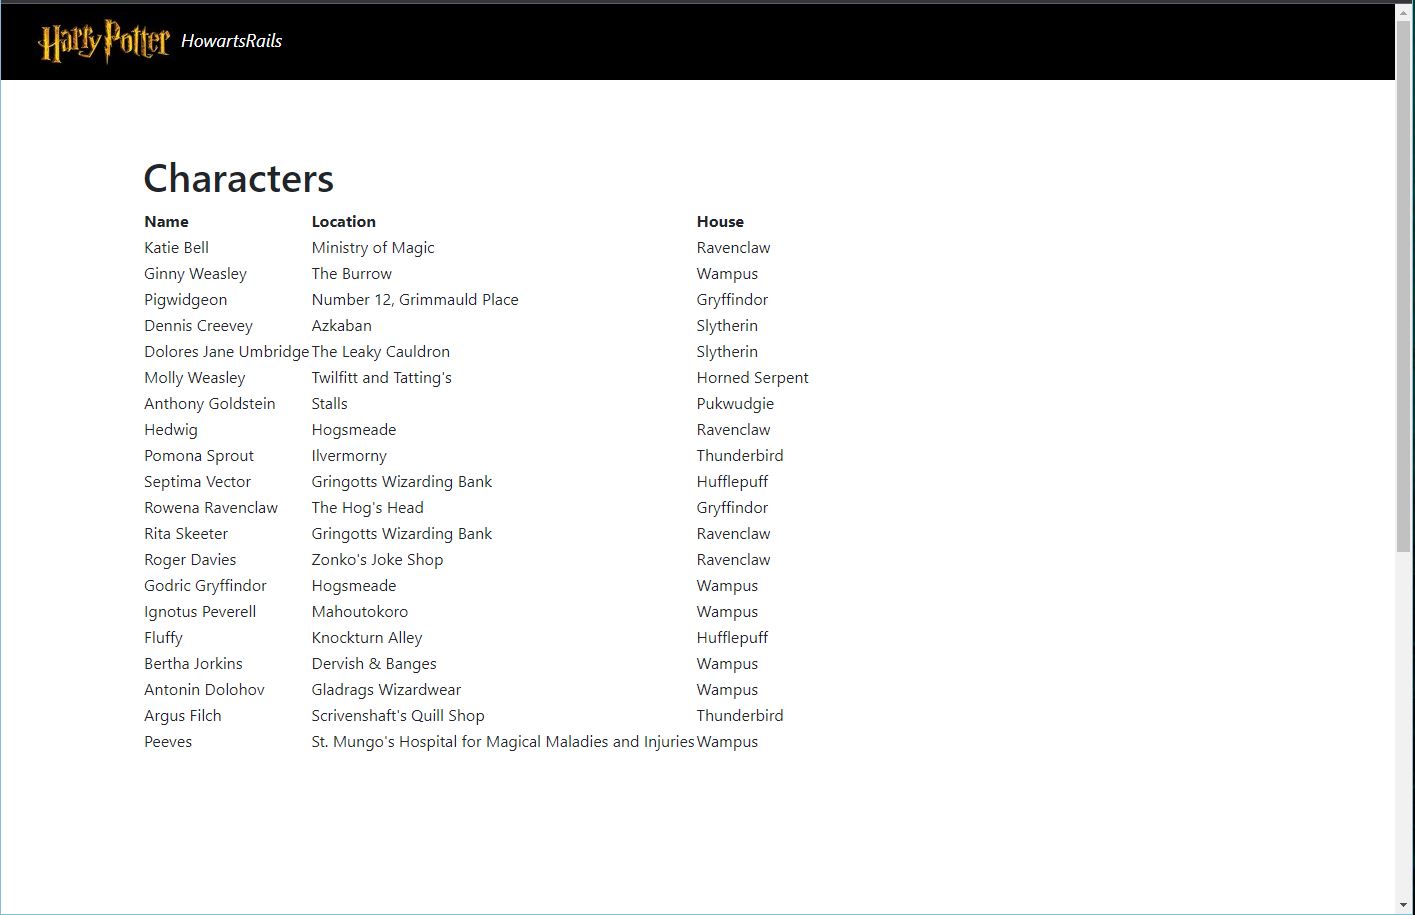 Harry Potter HowartsRails
Characters
Name Location House
Katie Bell Ministry of Magic Ravenclaw
Ginny Weasley The Burrow Wampus
Pigwidgeon Number 12, Grimmauld Place Gryffindor
Dennis Creevey Azkaban Slytherin
Dolores Jane Umbridge The Leaky Cauldron Slytherin
Molly Weasley Twilfitt and Tatting's Horned Serpent
Anthony Goldstein Stalls Pukwudgie
Hedwig Hogsmeade Ravenclaw
Pomona Sprout Ilvermorny Thunderbird
Septima Vector Gringotts Wizarding Bank Hufflepuff
Rowena Ravenclaw The Hog's Head Gryffindor
Rita Skeeter Gringotts Wizarding Bank Ravenclaw
Roger Davies Zonko's Joke Shop Ravenclaw
Godric Gryffindor Hogsmeade Wampus
Ignotus Peverell Mahoutokoro Wampus
Fluffy Knockturn Alley Hufflepuff
Bertha Jorkins Dervish & Banges Wampus
Antonin Dolohov Gladrags Wizardwear Wampus
Argus Filch Scrivenshaft's Quill Shop Thunderbird
Peeves St. Mungo's Hospital for Magical Maladies and Injuries Wampus